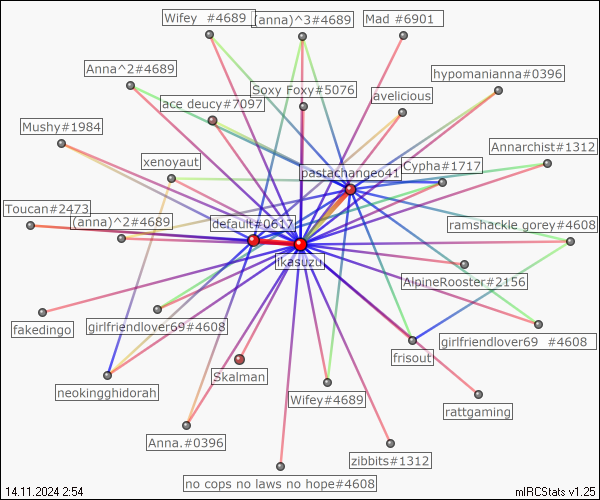 Wifey #4689
(anna)^3#4689
Mad #6901
Anna^2#4689
hypomanianna#0396
Soxy Foxy#5076
avelicious
ace deucy#7097
Mushy#1984
Annarchist#1312
xenoyaut
Cypha#1717
pastachangeo41
Toucan#2473
(anna)^2#4689
default#0617
ramshackle gorey#4608
ikasuzu
AlpineRooster#2156
fakedingo
girlfriendlover69#4608
girlfriendlover69 #4608
frisout
Skalman
neokingghidorah
Wifey#4689
rattgaming
Anna.#0396
zibbits#1312
no cops no laws no hope#4608
14.11.2024 2:54
mIRCStats v1.25